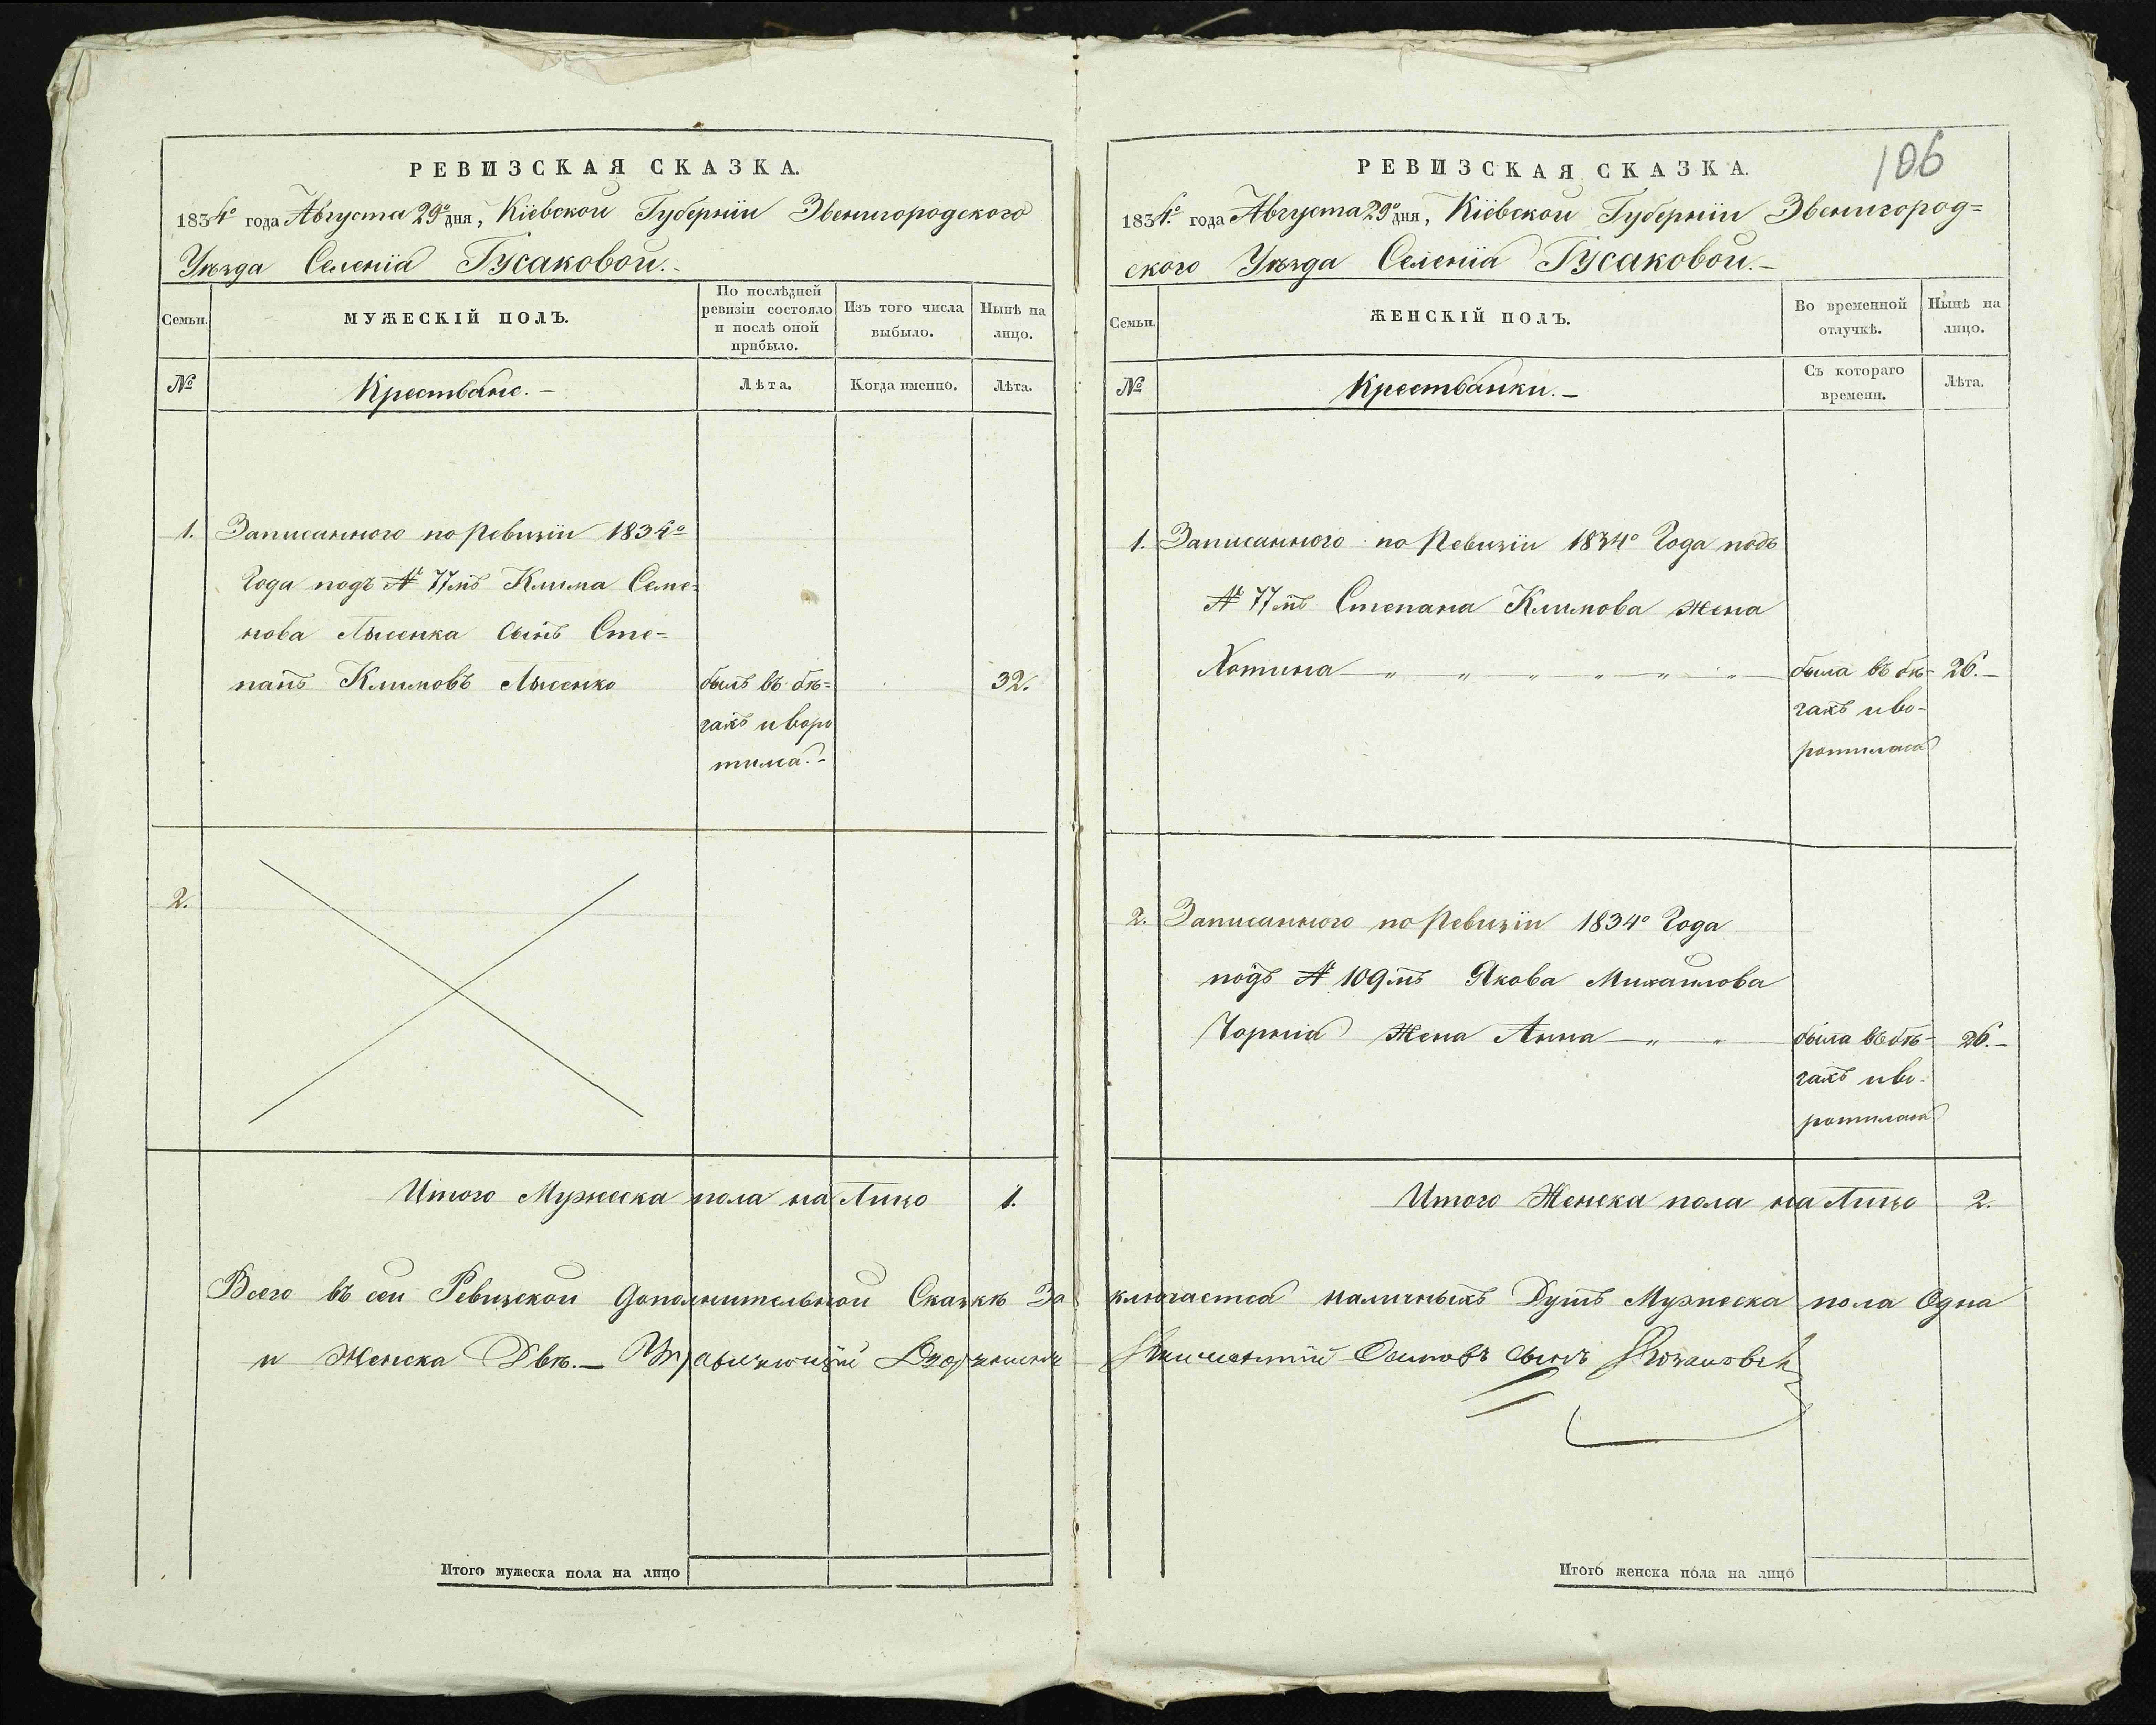 РЕВИЗСКАЯ СКАЗКА.
1834го года Августа 29го дня, Кіевской Губерніи Звенигородского
Уѣзда Селенія Гусаковой.-
Семьи.
МУЖЕСКІЙ ПОЛЪ.
По послѣдней ревизіи состояло и послѣ оной прибыло.
Изъ того числа выбыло.
Нынѣ на лицо.
№
Крестьяне.-
Лѣта.
Когда именно.
Лѣта.
1. Записанного по Ревизіи 1834о
Года подъ № 77мъ Клима Семе=
нова Лысенка сынъ Сте=
панъ Климовъ Лысенко былъ въ бѣ= 32.
гахъ и воро
тился.-
2.
Итого Мужеска пола на Лицо 1.
Всего въ сей Ревизской Дополнительной Сказкѣ За
и Женска Двѣ.- Управляющій
Итого мужеска пола на лицо
106
РЕВИЗСКАЯ СКАЗКА.
1834го года Августа 29го дня, Кіевской Губерніи Звенигород=
ского Уѣзда Селенія Гусаковой.-
Семьи.
ЖЕНСКІЙ ПОЛЪ.
Во временной отлучкѣ.
Нынѣ на лицо.
№
Крестьянки.-
Съ котораго времени.
Лѣта.
1. Записанного по Ревизіи 1834о Года подъ
№ 77мъ Степана Климова жена
Хотина — „ — „ — „ — „ — „ — „ — была въ бѣ- 26.-
гахъ и во-
ротилася
2. Записанного по Ревизіи 1834о Года
подъ № 109мъ Якова Михайлова
Чорнія Жена Анна — „ — „ — была въ бѣ- 26.-
гахъ и во-
ротилася
Итого Женска пола на Лицо 2.
ключается наличныхъ Душъ Мужеска пола Одна
Осиповъ сынъ
Итого женска пола на лицо